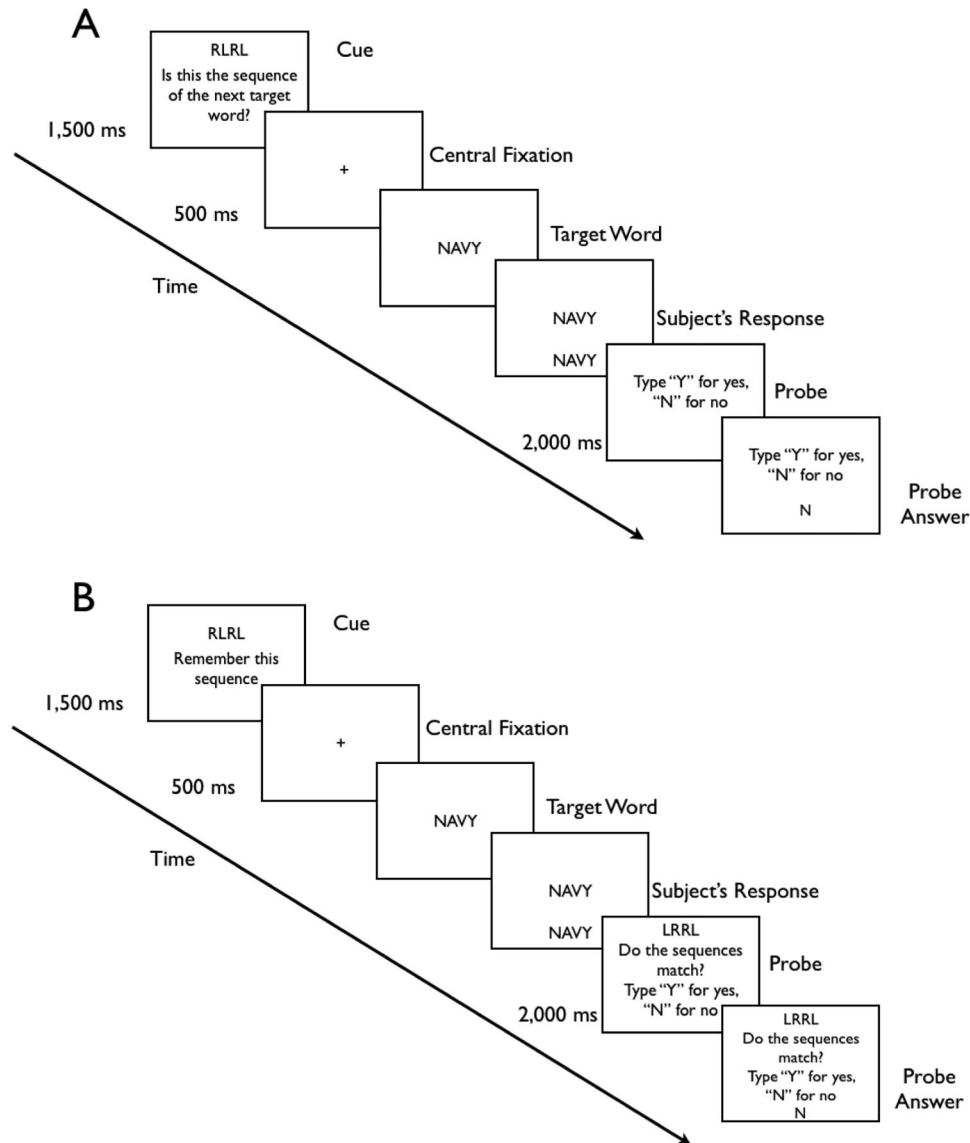 A
RLRL
Is this the sequence
of the next target
word?
Cue
1,500 ms
+
Central Fixation
500 ms
NAVY
Target Word
Time
NAVY
NAVY
Subject's Response
Type “Y” for yes,
“N” for no
Probe
2,000 ms
Type “Y” for yes,
“N” for no
N
Probe
Answer
B
RLRL
Remember this
sequence
Cue
1,500 ms
+
Central Fixation
500 ms
NAVY
Target Word
Time
NAVY
NAVY
Subject's Response
LRRL
Do the sequences
match?
Type “Y” for yes,
“N” for no
Probe
2,000 ms
LRRL
Do the sequences
match?
Type “Y” for yes,
“N” for no
N
Probe
Answer